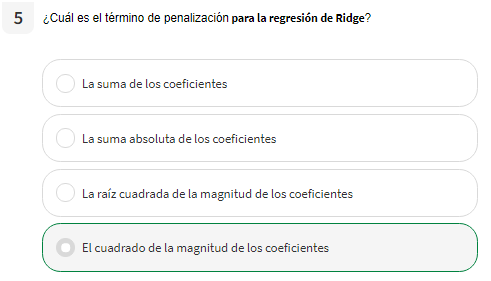 5 ¿Cuál es el término de penalización para la regresión de Ridge?
La suma de los coeficientes
La suma absoluta de los coeficientes
La raíz cuadrada de la magnitud de los coeficientes
El cuadrado de la magnitud de los coeficientes